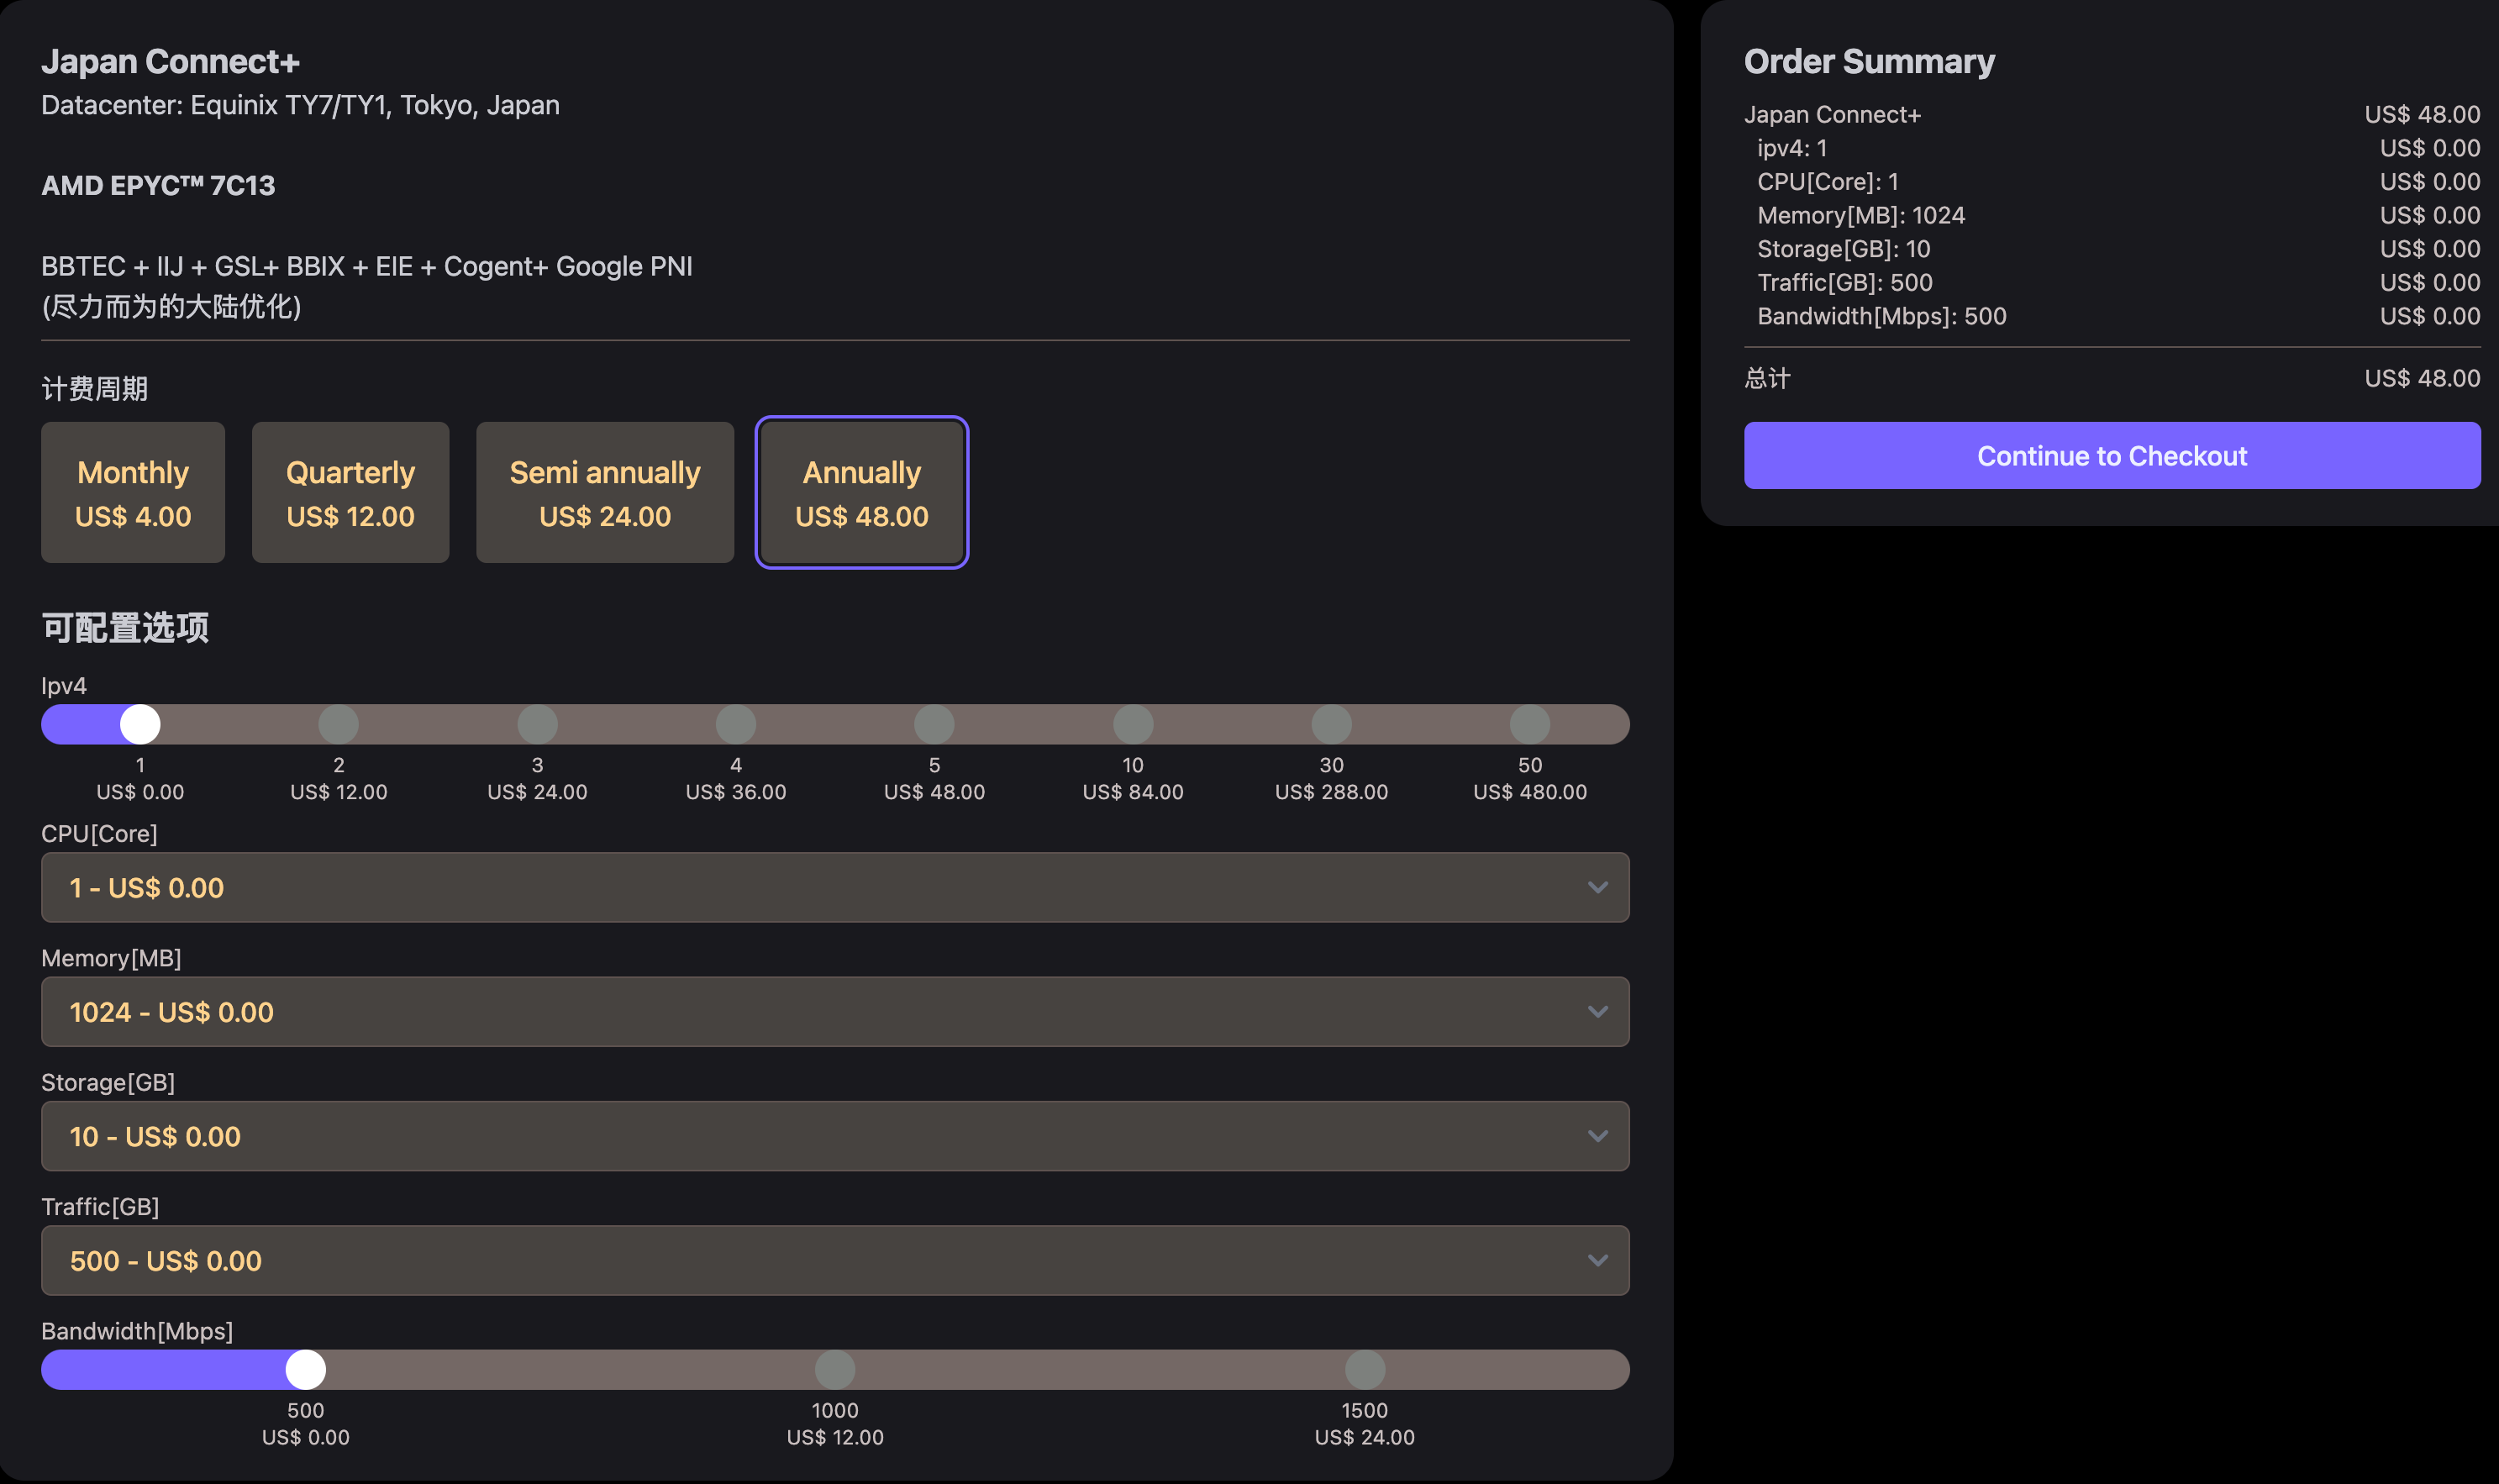 Japan Connect+
Datacenter: Equinix TY7/TY1, Tokyo, Japan
AMD EPYC™ 7C13
BBTEC + IIJ + GSL+ BBIX + EIE + Cogent+ Google PNI
(尽力而为的大陆优化)
计费周期
Monthly
US$ 4.00
Quarterly
US$ 12.00
Semi annually
US$ 24.00
Annually
US$ 48.00
可配置选项
Ipv4
1 2 3 4 5 10 30 50
US$ 0.00 US$ 12.00 US$ 24.00 US$ 36.00 US$ 48.00 US$ 84.00 US$ 288.00 US$ 480.00
CPU[Core]
1 - US$ 0.00
Memory[MB]
1024 - US$ 0.00
Storage[GB]
10 - US$ 0.00
Traffic[GB]
500 - US$ 0.00
Bandwidth[Mbps]
500 1000 1500
US$ 0.00 US$ 12.00 US$ 24.00
Order Summary
Japan Connect+ US$ 48.00
ipv4: 1 US$ 0.00
CPU[Core]: 1 US$ 0.00
Memory[MB]: 1024 US$ 0.00
Storage[GB]: 10 US$ 0.00
Traffic[GB]: 500 US$ 0.00
Bandwidth[Mbps]: 500 US$ 0.00
总计 US$ 48.00
Continue to Checkout